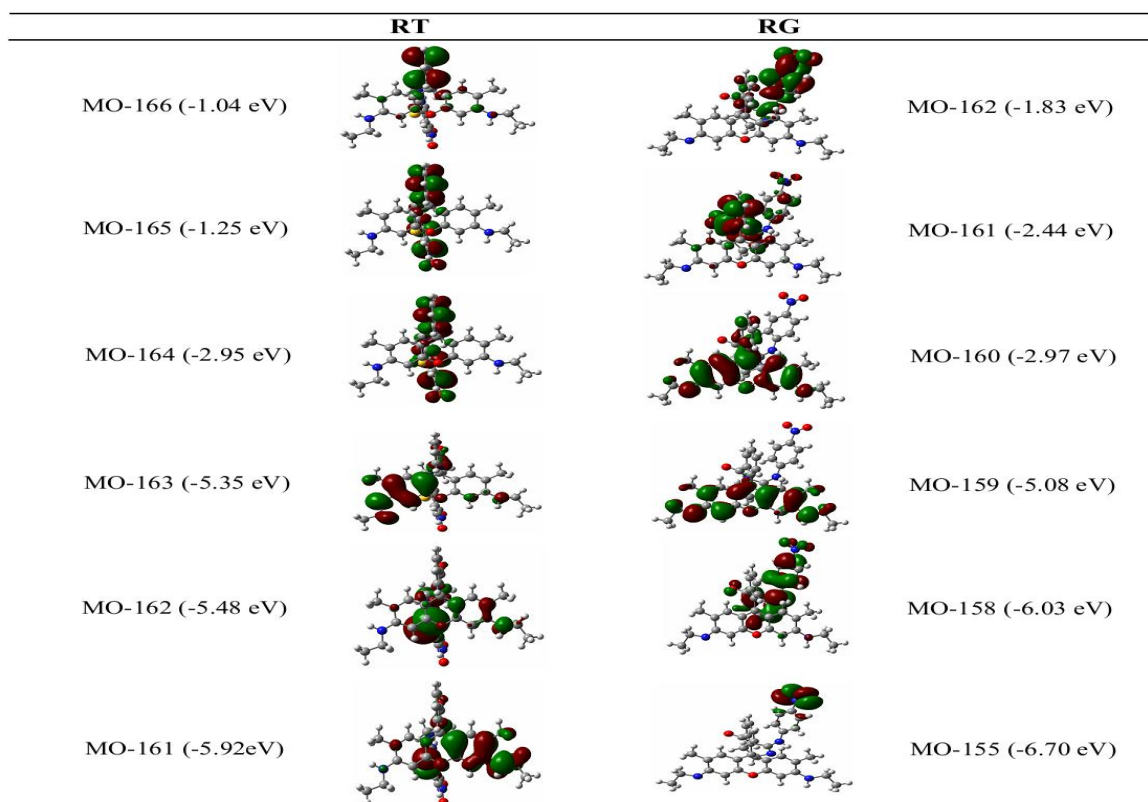 RT RG
MO-166 (-1.04 eV) MO-162 (-1.83 eV)
MO-165 (-1.25 eV) MO-161 (-2.44 eV)
MO-164 (-2.95 eV) MO-160 (-2.97 eV)
MO-163 (-5.35 eV) MO-159 (-5.08 eV)
MO-162 (-5.48 eV) MO-158 (-6.03 eV)
MO-161 (-5.92eV) MO-155 (-6.70 eV)